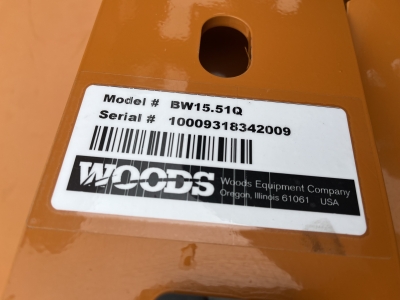 Model # BW15.51Q
Serial # 10009318342009
WOODS
Woods Equipment Company
Oregon, Illinois 61061 USA